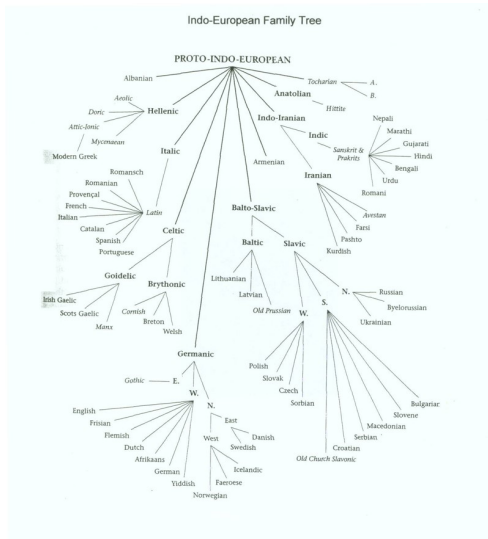 Indo-European Family Tree
PROTO-INDO-EUROPEAN
Albanian
Tocharian
A.
B.
Anatolian
Hittite
Aeolic
Doric
Hellenic
Attic-Ionic
Mycenaean
Modern Greek
Indo-Iranian
Indic
Sanskrit &
Prakrits
Nepali
Marathi
Gujarati
Hindi
Bengali
Urdu
Romani
Italic
Armenian
Iranian
Avestan
Farsi
Pashto
Kurdish
Romansch
Romanian
Provençal
French
Italian
Latin
Catalan
Spanish
Portuguese
Balto-Slavic
Celtic
Baltic
Slavic
Goidelic
Brythonic
Irish Gaelic
Scots Gaelic
Manx
Cornish
Breton
Welsh
Lithuanian
Latvian
Old Prussian
N.
Russian
Byelorussian
Ukrainian
W.
S.
Polish
Slovak
Czech
Sorbian
Bulgariar
Slovene
Macedonian
Serbian
Croatian
Old Church Slavonic
Germanic
Gothic
E.
W.
N.
English
Frisian
Flemish
Dutch
Afrikaans
German
Yiddish
East
Danish
Swedish
West
Icelandic
Faeroese
Norwegian